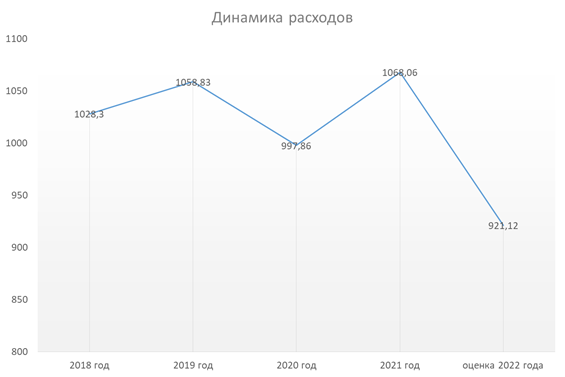 Динамика расходов
1100
1050
1000
950
900
850
800
1028,3
1058,83
997,86
1068,06
921,12
2018 год
2019 год
2020 год
2021 год
оценка 2022 года